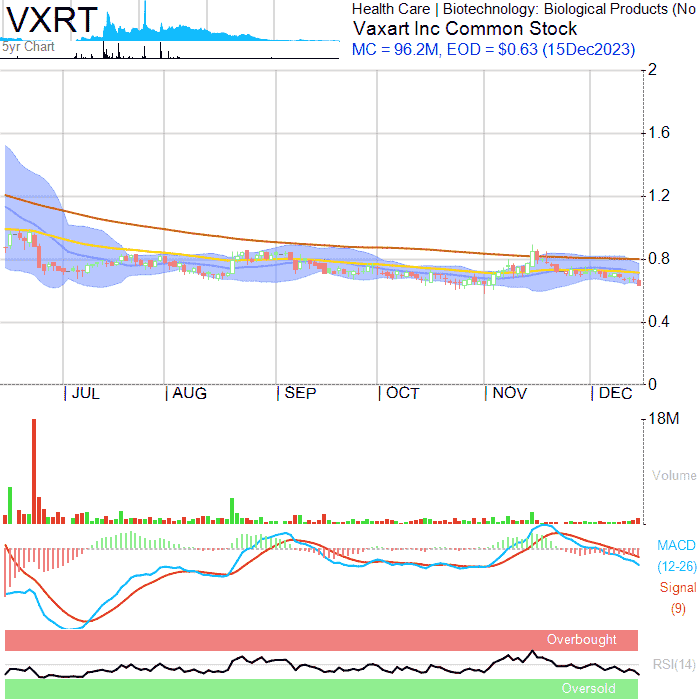 VXRT
5yr Chart
Health Care | Biotechnology: Biological Products (No
Vaxart Inc Common Stock
MC = 96.2M, EOD = $0.63 (15Dec2023)
2
1.6
1.2
0.8
0.4
0
JUL
AUG
SEP
OCT
NOV
DEC
18M
Volume
MACD
(12-26)
Signal
(9)
Overbought
RSI(14)
Oversold